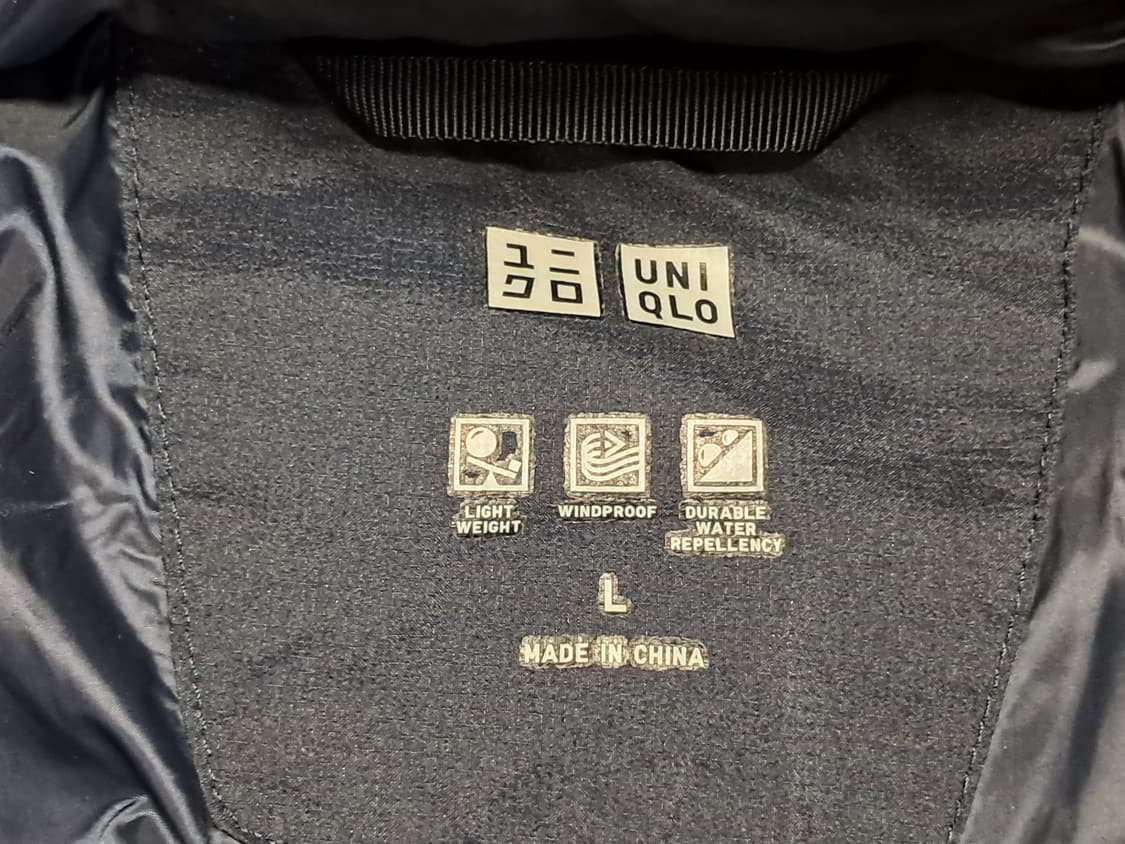 ユニ
クロ
UNI
QLO
LIGHT
WEIGHT
WINDPROOF
DURABLE
WATER
REPELLENCY
L
MADE IN CHINA